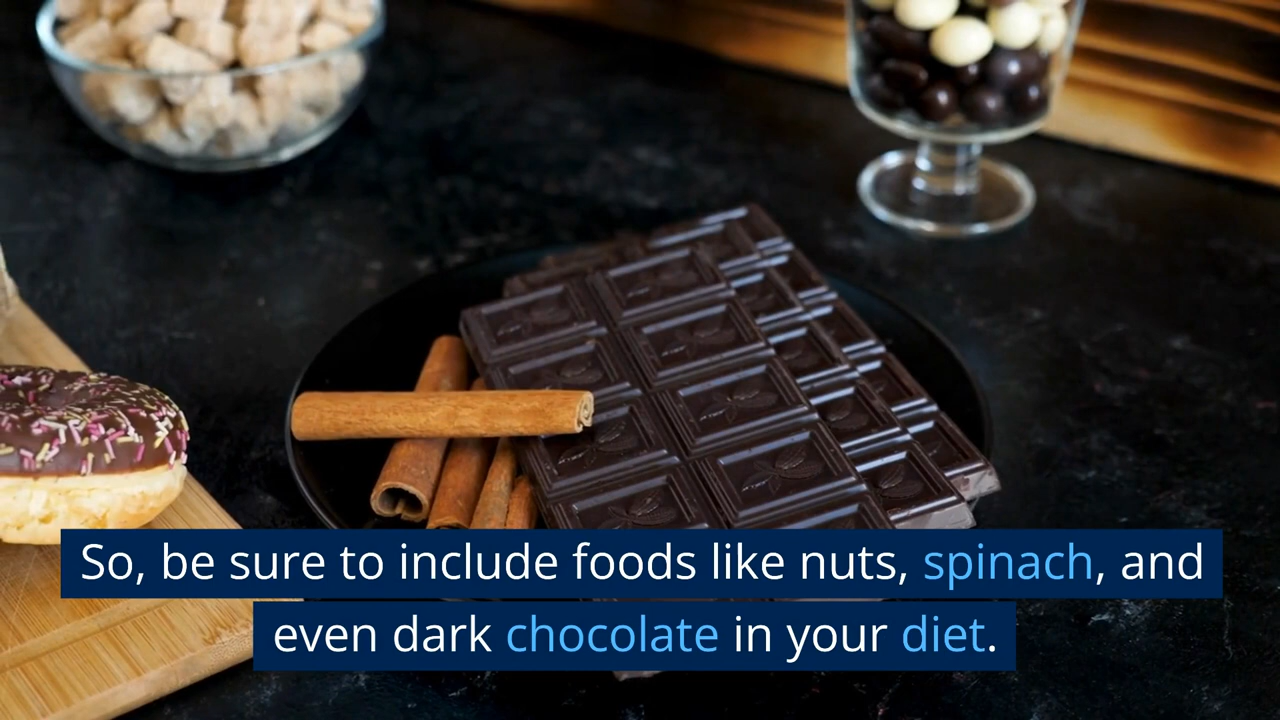 So, be sure to include foods like nuts, spinach, and
even dark chocolate in your diet.